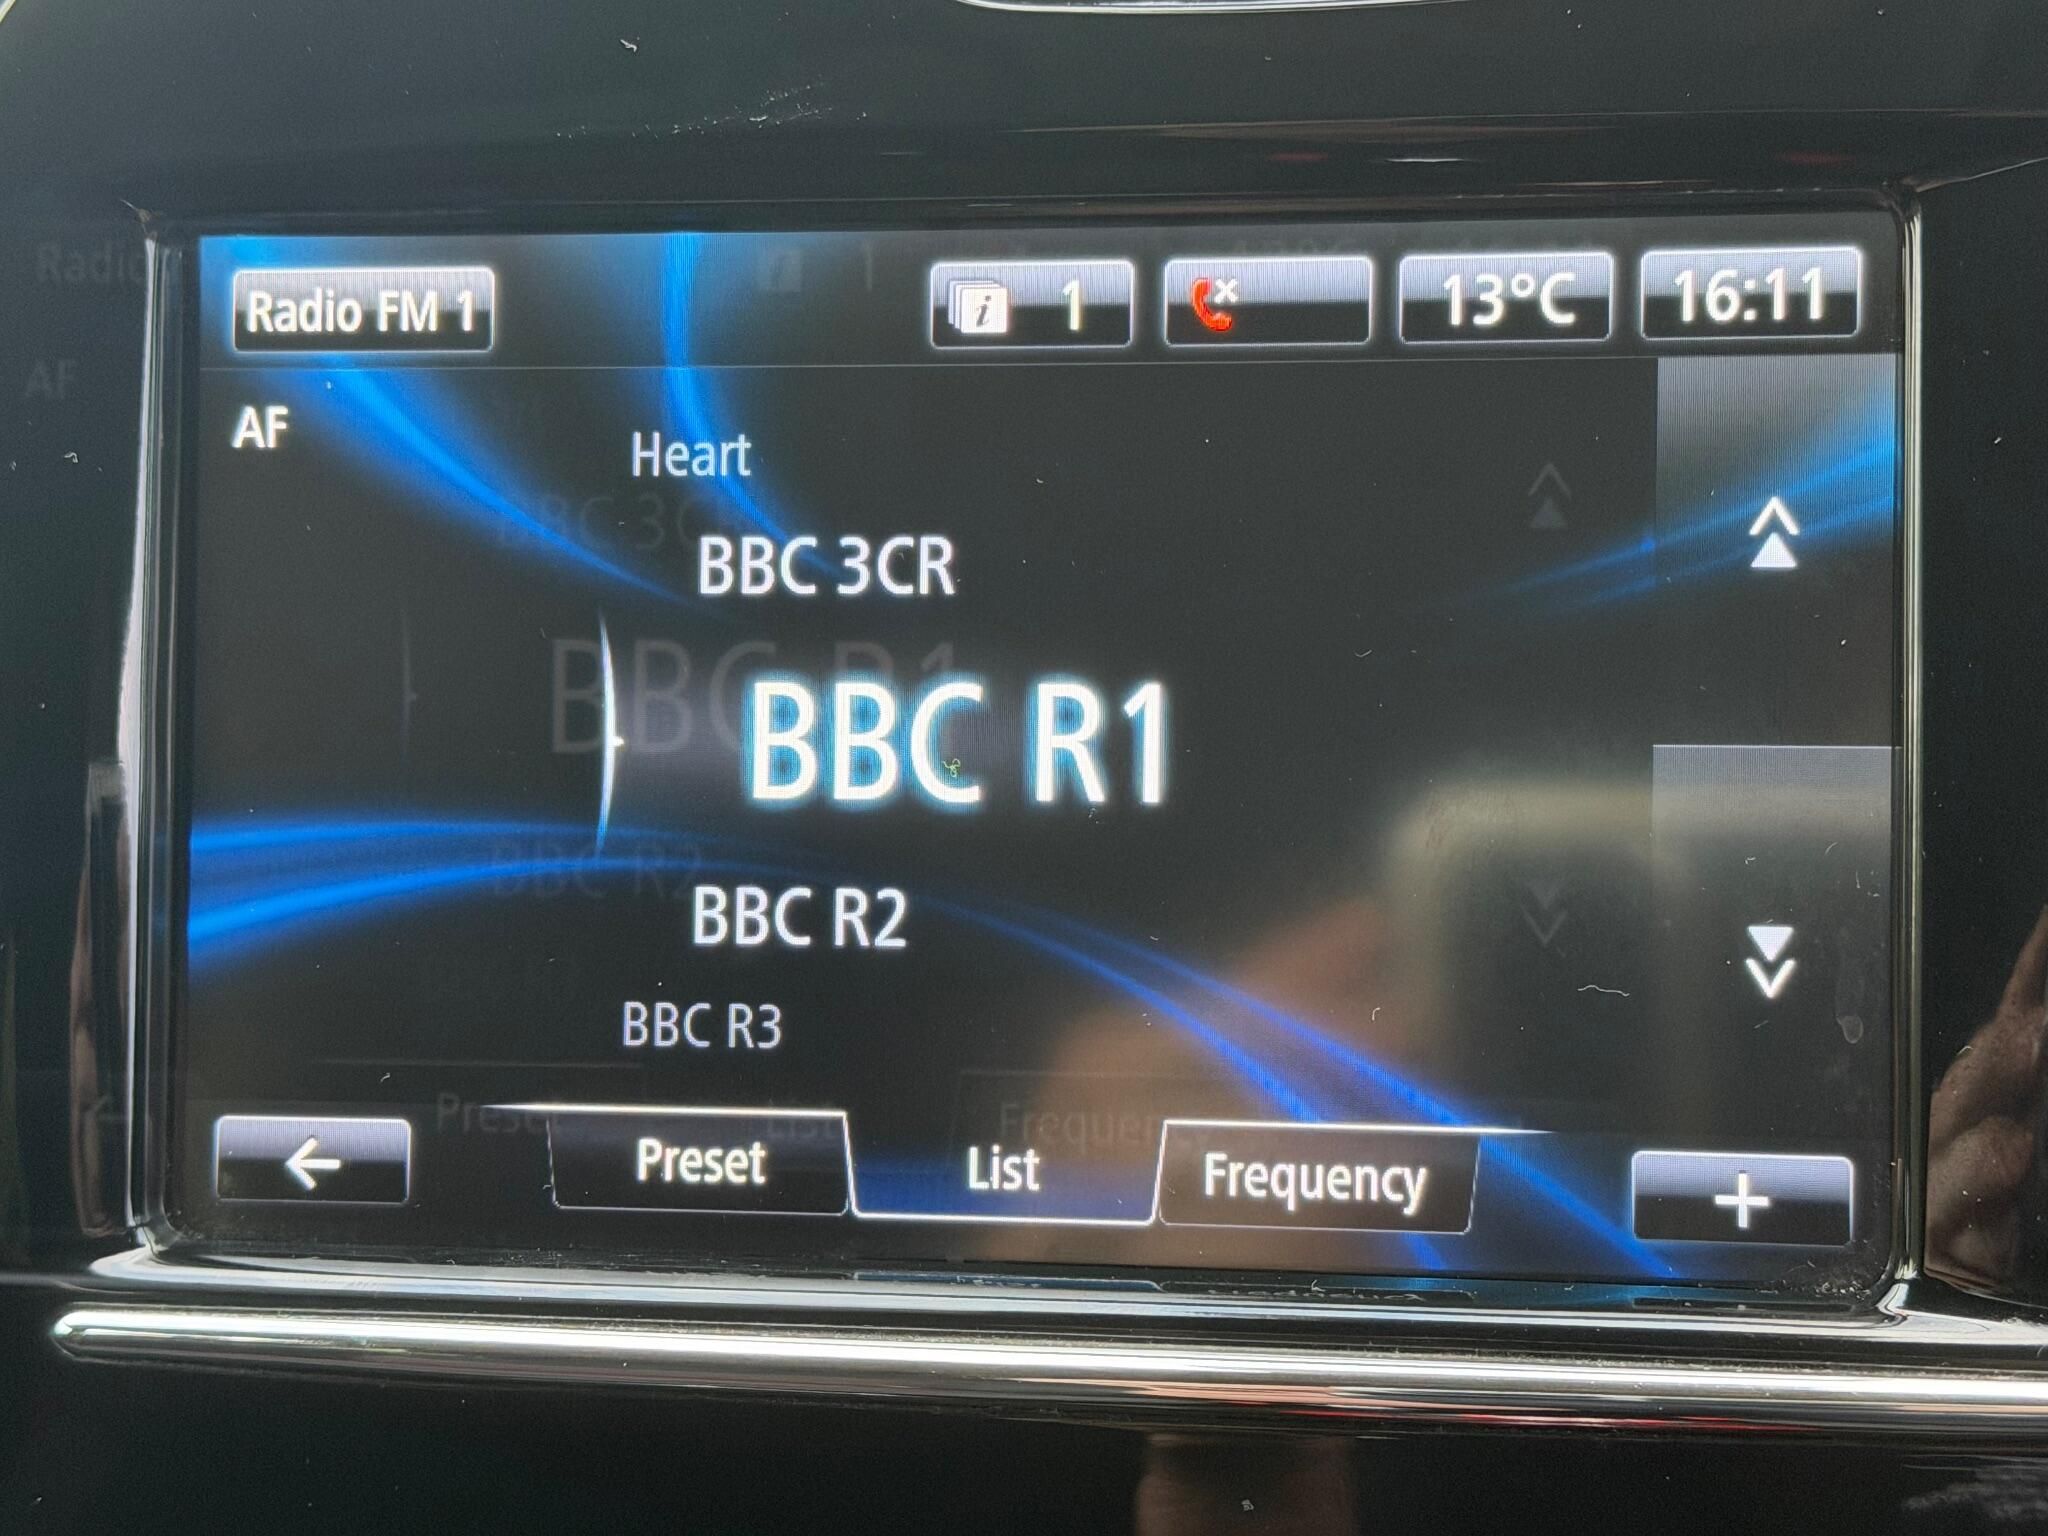 Radio FM 1
1
13°C
16:11
AF
Heart
BBC 3CR
BBC R1
BBC R2
BBC R3
Preset
List
Frequency